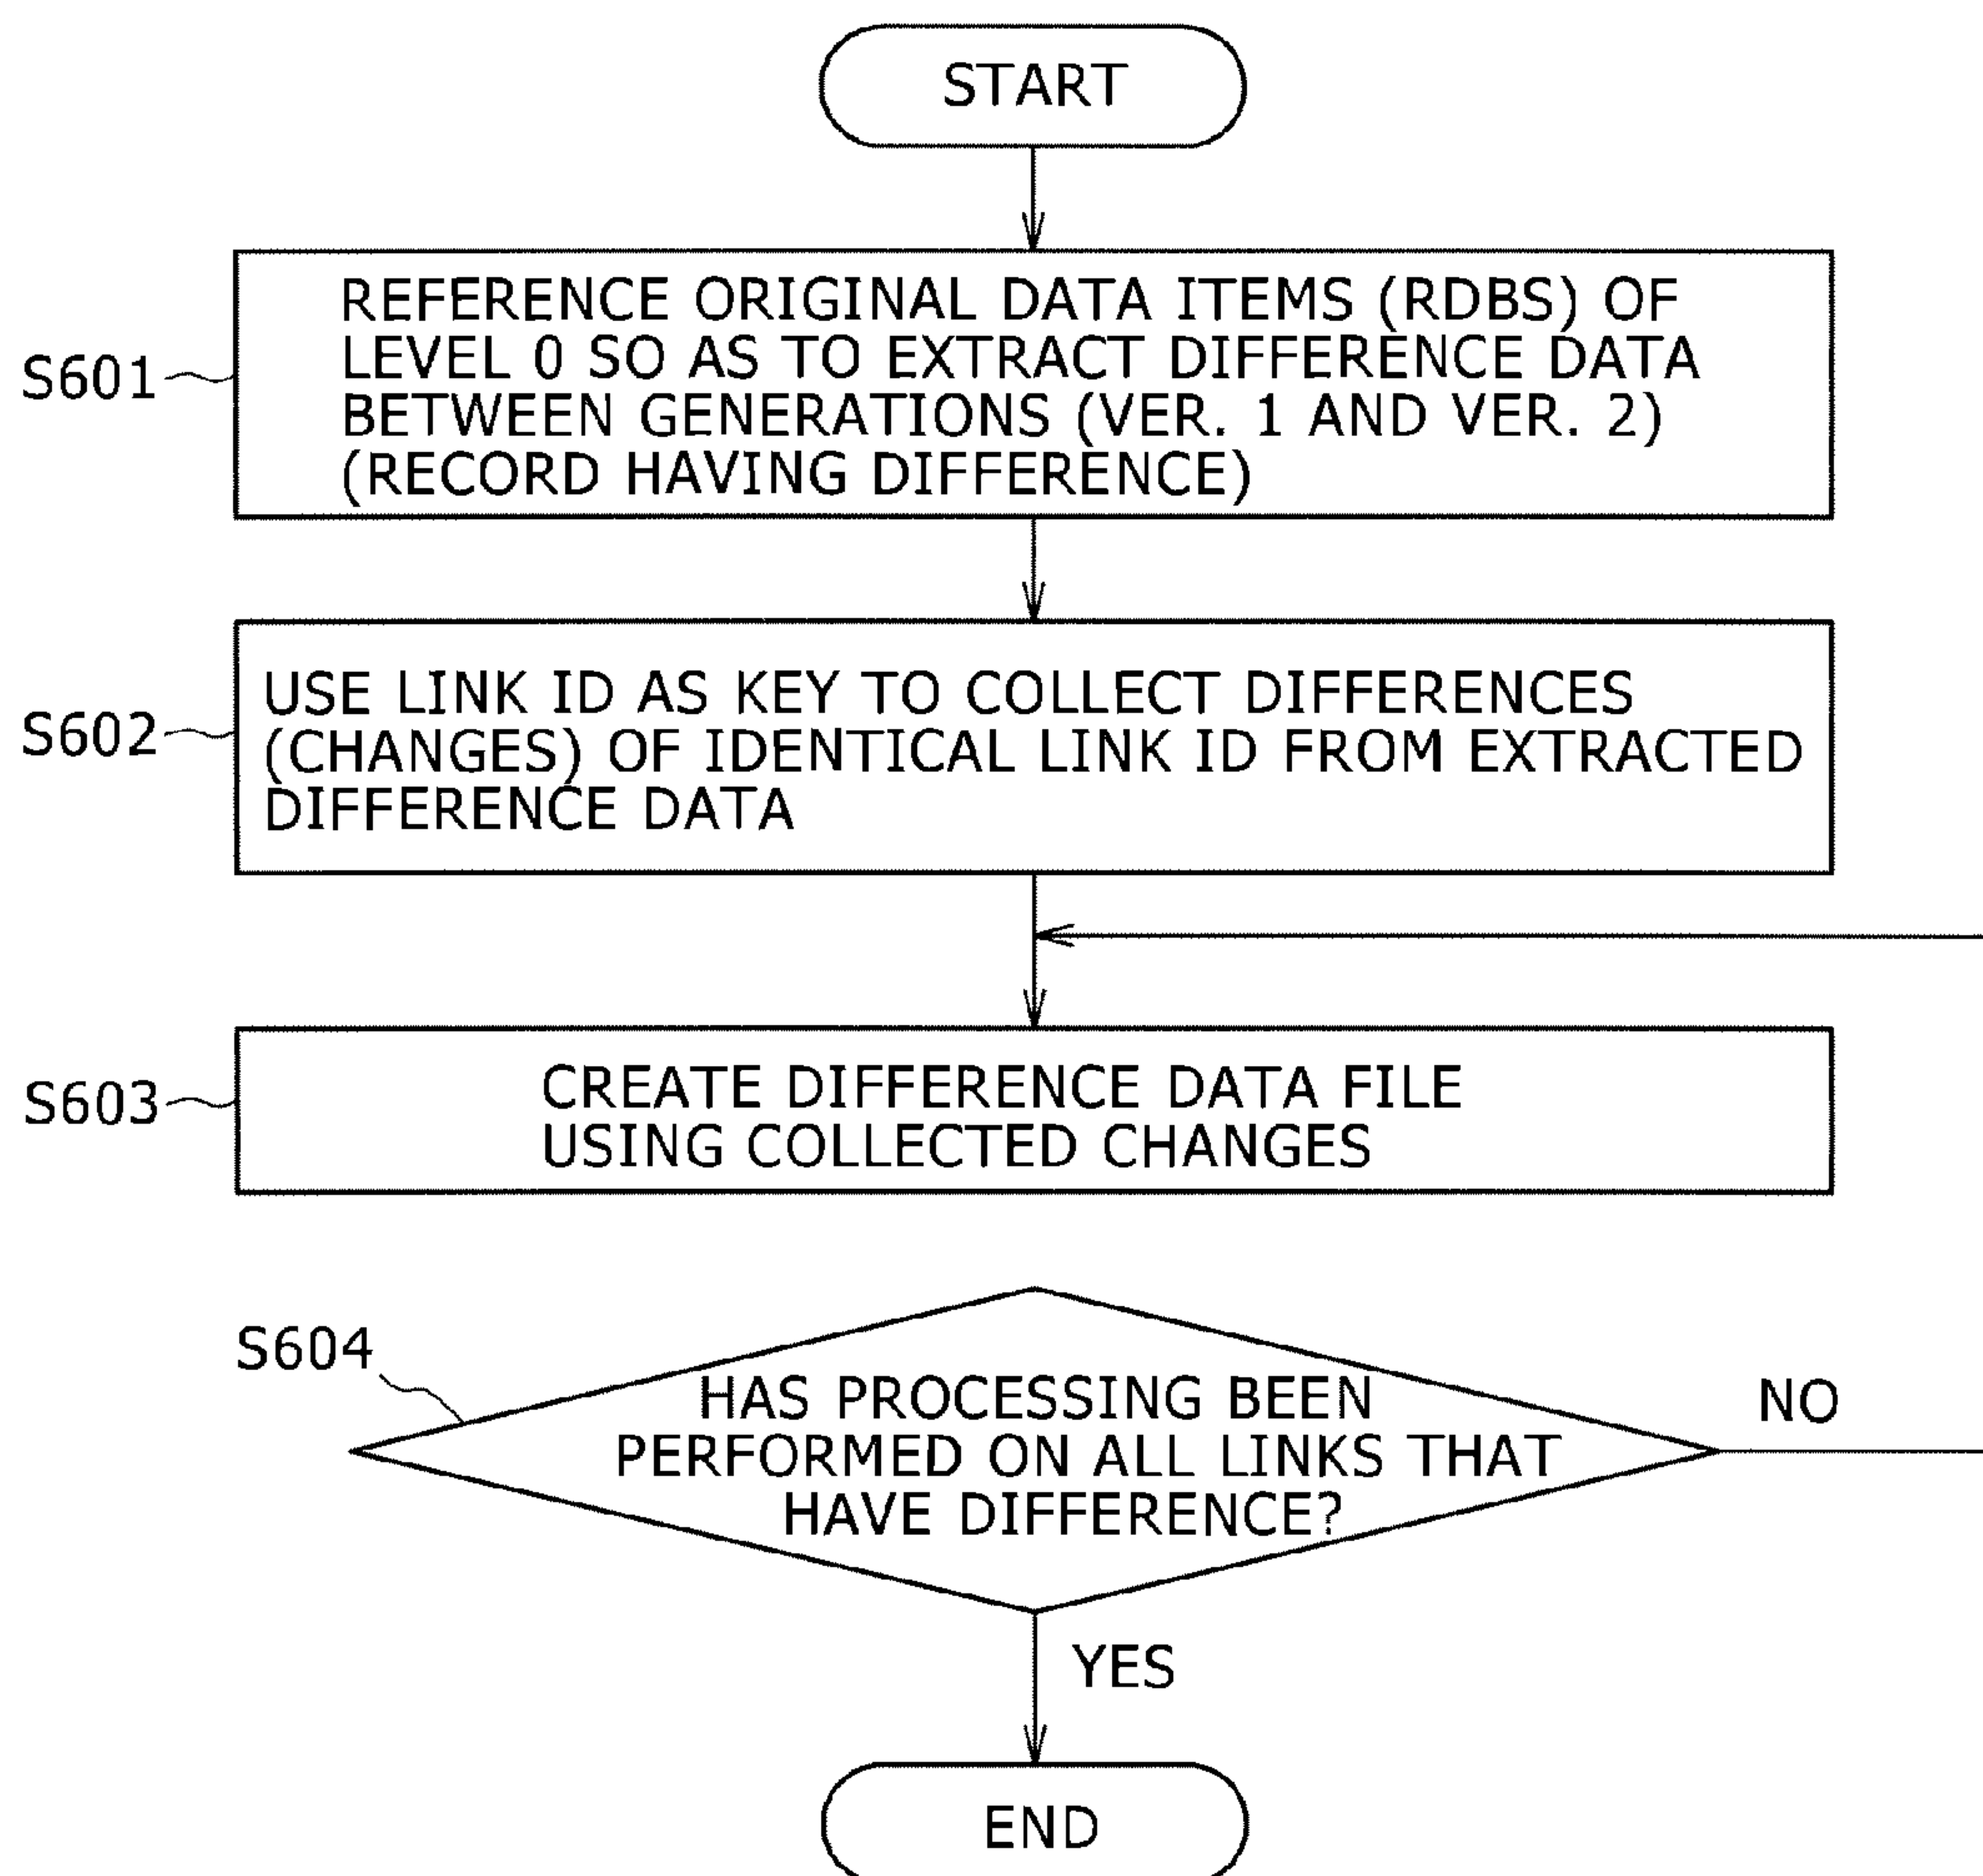 START
S601
REFERENCE ORIGINAL DATA ITEMS (RDBS) OF
LEVEL 0 SO AS TO EXTRACT DIFFERENCE DATA
BETWEEN GENERATIONS (VER. 1 AND VER. 2)
(RECORD HAVING DIFFERENCE)
S602
USE LINK ID AS KEY TO COLLECT DIFFERENCES
(CHANGES) OF IDENTICAL LINK ID FROM EXTRACTED
DIFFERENCE DATA
S603
CREATE DIFFERENCE DATA FILE
USING COLLECTED CHANGES
S604
HAS PROCESSING BEEN
PERFORMED ON ALL LINKS THAT
HAVE DIFFERENCE?
NO
YES
END